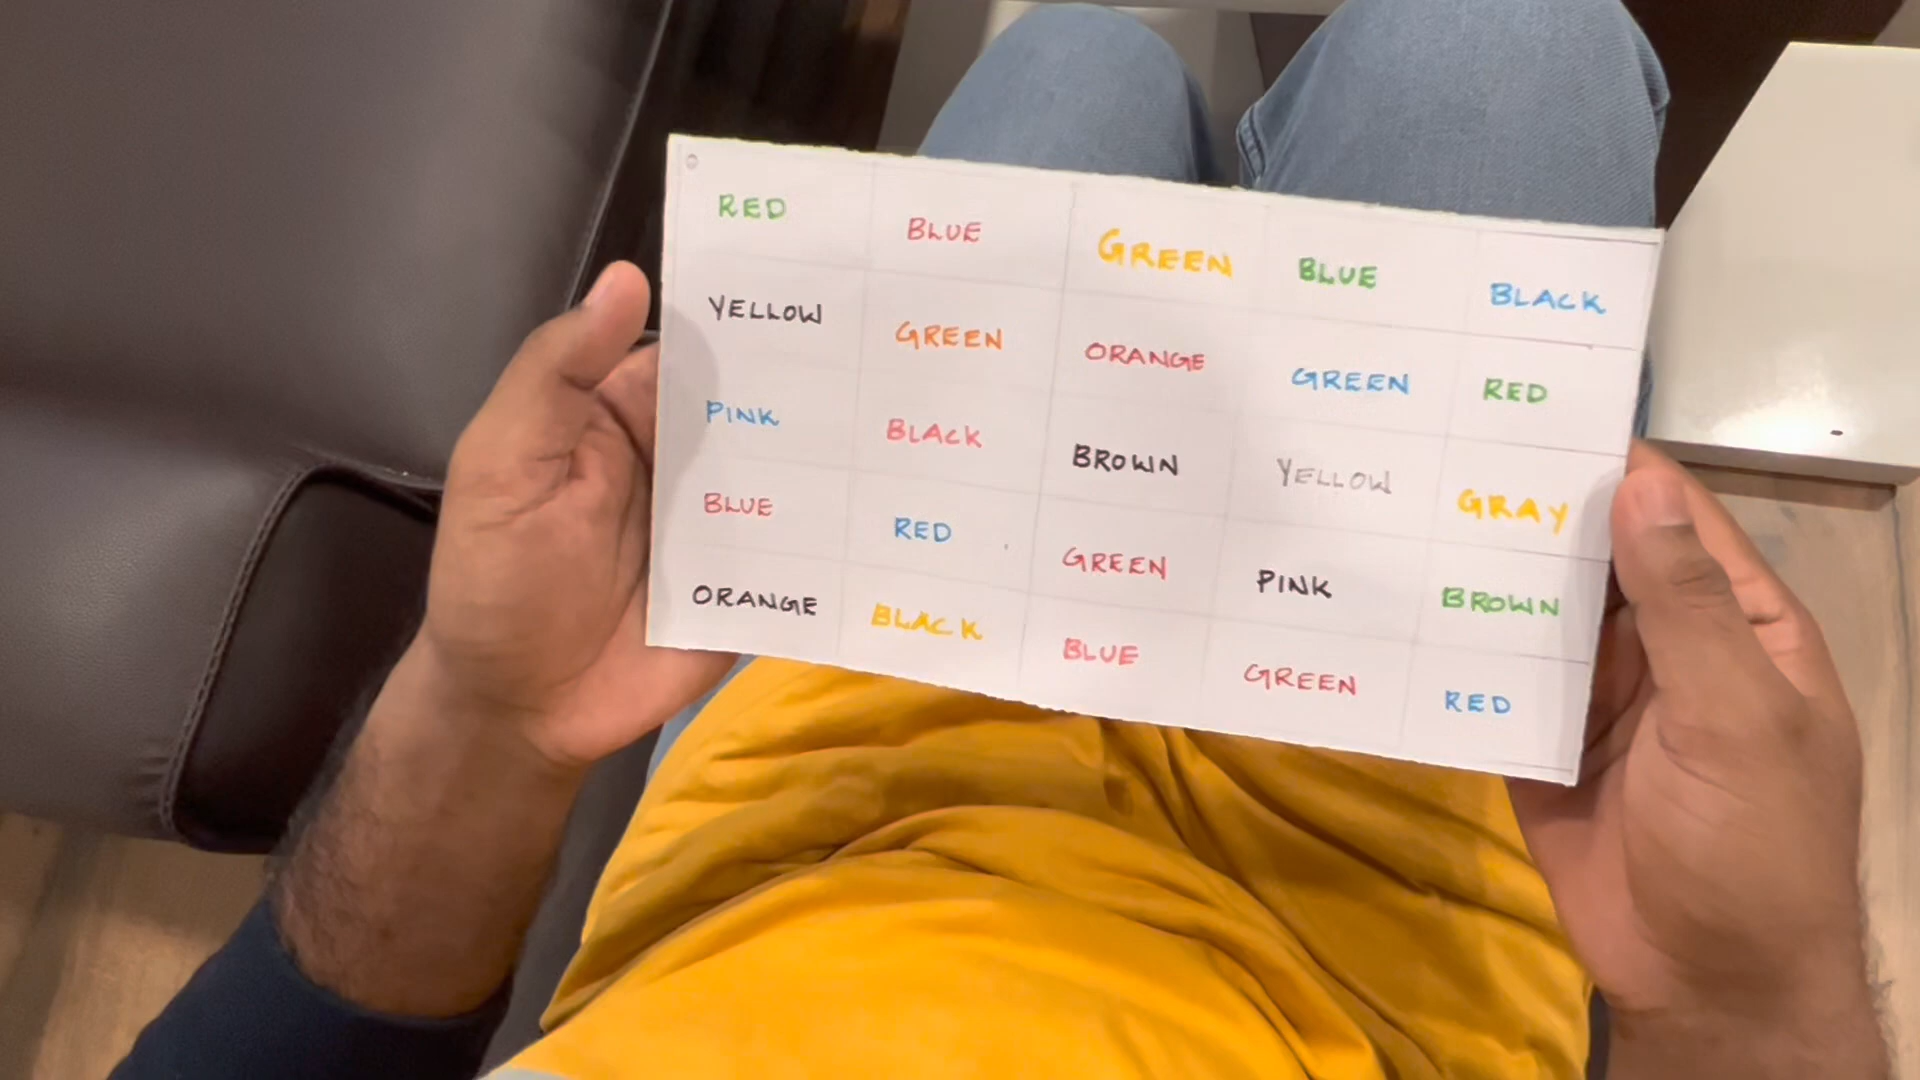 RED BLUE GREEN BLUE BLACK
YELLOW GREEN ORANGE GREEN RED
PINK BLACK BROWN YELLOW GRAY
BLUE RED GREEN PINK BROWN
ORANGE BLACK BLUE GREEN RED